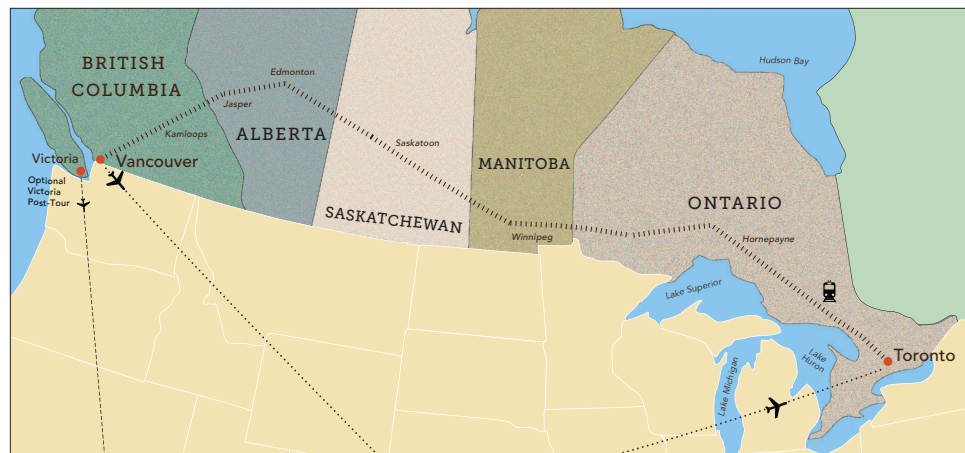 BRITISH
COLUMBIA
Hudson Bay
Edmonton
Jasper
Kamloops
ALBERTA
Saskatoon
Victoria
Vancouver
MANITOBA
Optional
Victoria
Post-Tour
SASKATCHEWAN
ONTARIO
Winnipeg
Hornepayne
Lake Superior
Lake Michigan
Lake
Huron
Toronto